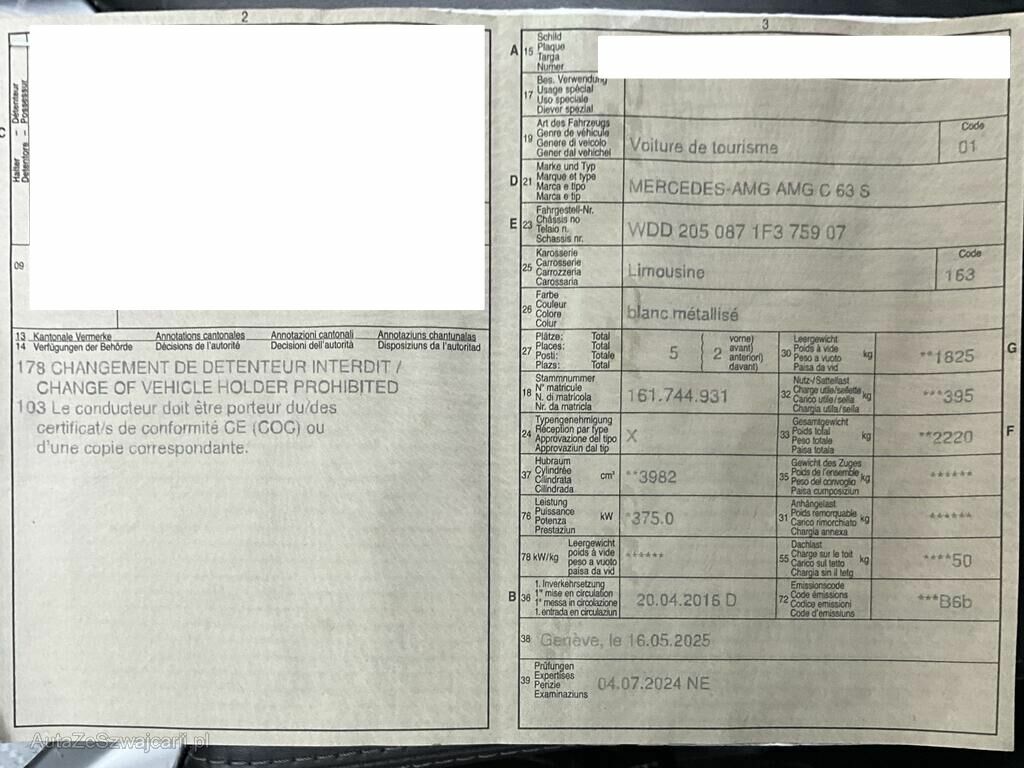 2
Halter – Détenteur
Detentore – Possessur
09
13 Kantonale Vermerke Annotations cantonales Annotazioni cantonali Annotaziuns chantunalas
14 Verfügungen der Behörde Décisions de l'autorité Decisioni dell'autorità Disposiziuns da l'autoritad
178 CHANGEMENT DE DETENTEUR INTERDIT /
CHANGE OF VEHICLE HOLDER PROHIBITED
103 Le conducteur doit être porteur du/des
certificat/s de conformité CE (COC) ou
d'une copie correspondante.
3
A 15 Schild
Plaque
Targa
Numer
17 Bes. Verwendung
Usage spécial
Uso speciale
Diever spezial
19 Art des Fahrzeugs
Genre de véhicule
Genere di veicolo
Gener dal vehichel
Voiture de tourisme
Code
01
D 21 Marke und Typ
Marque et type
Marca e tipo
Marca e tip
MERCEDES-AMG AMG C 63 S
E 23 Fahrgestell-Nr.
Châssis no
Telaio n.
Schassis nr.
WDD 205 087 1F3 759 07
25 Karosserie
Carrosserie
Carrozzeria
Carossaria
Limousine
Code
163
26 Farbe
Couleur
Colore
Colur
blanc métallisé
27 Plätze: Total
Places: Total
Posti: Totale
Plazs: Total
5
2
vorne)
avant)
anteriori)
davant)
G
30 Leergewicht
Poids à vide
Peso a vuoto
Paisa da vid
kg
**1825
18 Stammnummer
N° matricule
N. di matricola
Nr. da matricla
161.744.931
32 Nutz-/Sattellast
Charge utile/sellette
Carico utile/sella
Chargia utila/sella
kg
***395
24 Typengenehmigung
Réception par type
Approvazione del tipo
Approvaziun dal tip
X
F
33 Gesamtgewicht
Poids total
Peso totale
Paisa totala
kg
**2220
37 Hubraum
Cylindrée
Cilindrata
Cilindrada
cm³
**3982
35 Gewicht des Zuges
Poids de l'ensemble
Peso del convoglio
Paisa cumposiziun
kg
******
76 Leistung
Puissance
Potenza
Prestaziun
kW
*375.0
31 Anhängelast
Poids remorquable
Carico rimorchiato
Chargia annexa
kg
******
78 kW/kg Leergewicht
poids à vide
peso a vuoto
paisa da vid
******
55 Dachlast
Charge sur le toit
Carico sul tetto
Chargia sin il tetg
kg
****50
B 36 1. Inverkehrsetzung
1re mise en circulation
1a messa in circolazione
1. entrada en circulaziun
20.04.2016 D
72 Emissionscode
Code émissions
Codice emissioni
Code d'emissiuns
***B6b
38 Genève, le 16.05.2025
39 Prüfungen
Expertises
Perizie
Examinaziuns
04.07.2024 NE
AutaZeSzwajcarii.pl